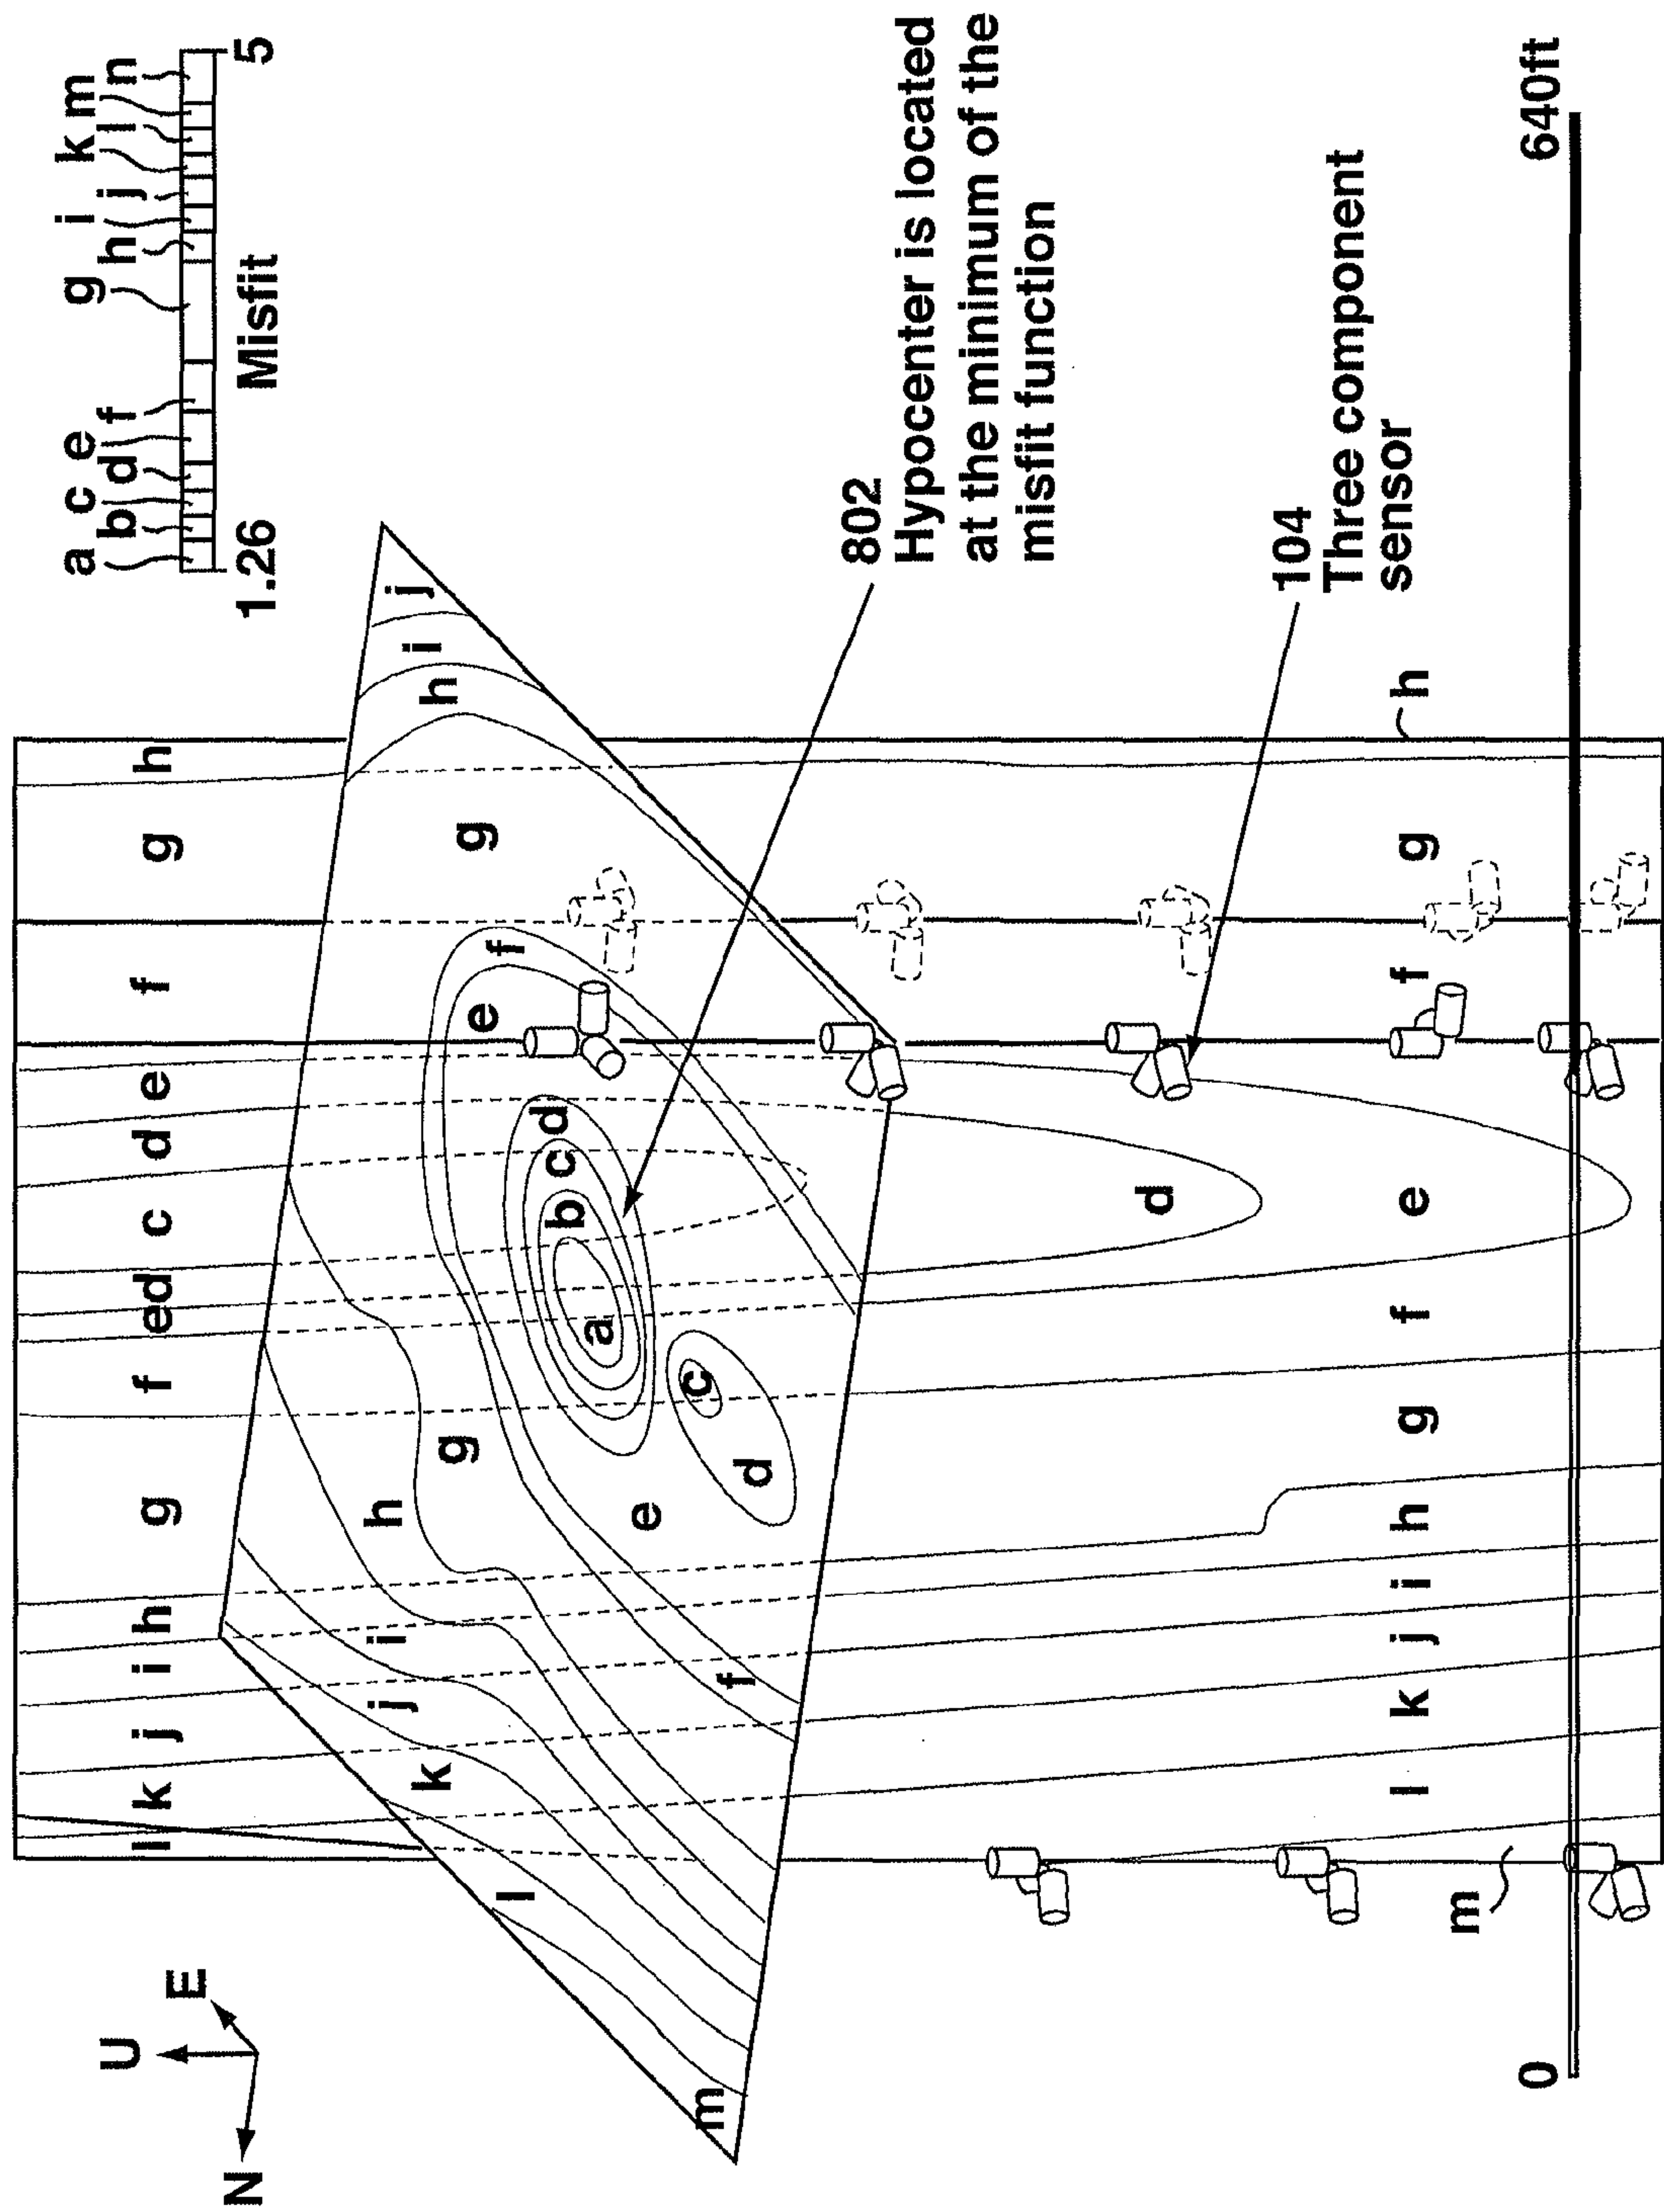 U
N
E
a c e g i k m
b d f h j l n
1.26 Misfit 5
l k j i h g f ed c d e f g h
i j k h g g h i j
l e f
a b c d
e
c
d
f
m
802
Hypocenter is located
at the minimum of the
misfit function
d
104
Three component
sensor
l k j i h g f e f g h
m
0 640ft